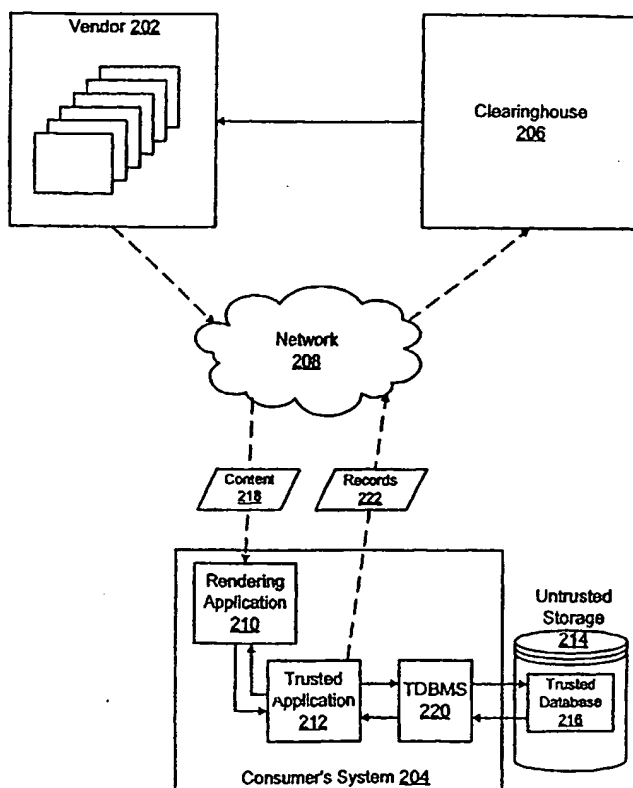 Vendor 202
Clearinghouse
206
Network
208
Content
218
Records
222
Rendering
Application
210
Untrusted
Storage
214
Trusted
Application
212
TDBMS
220
Trusted
Database
216
Consumer's System 204